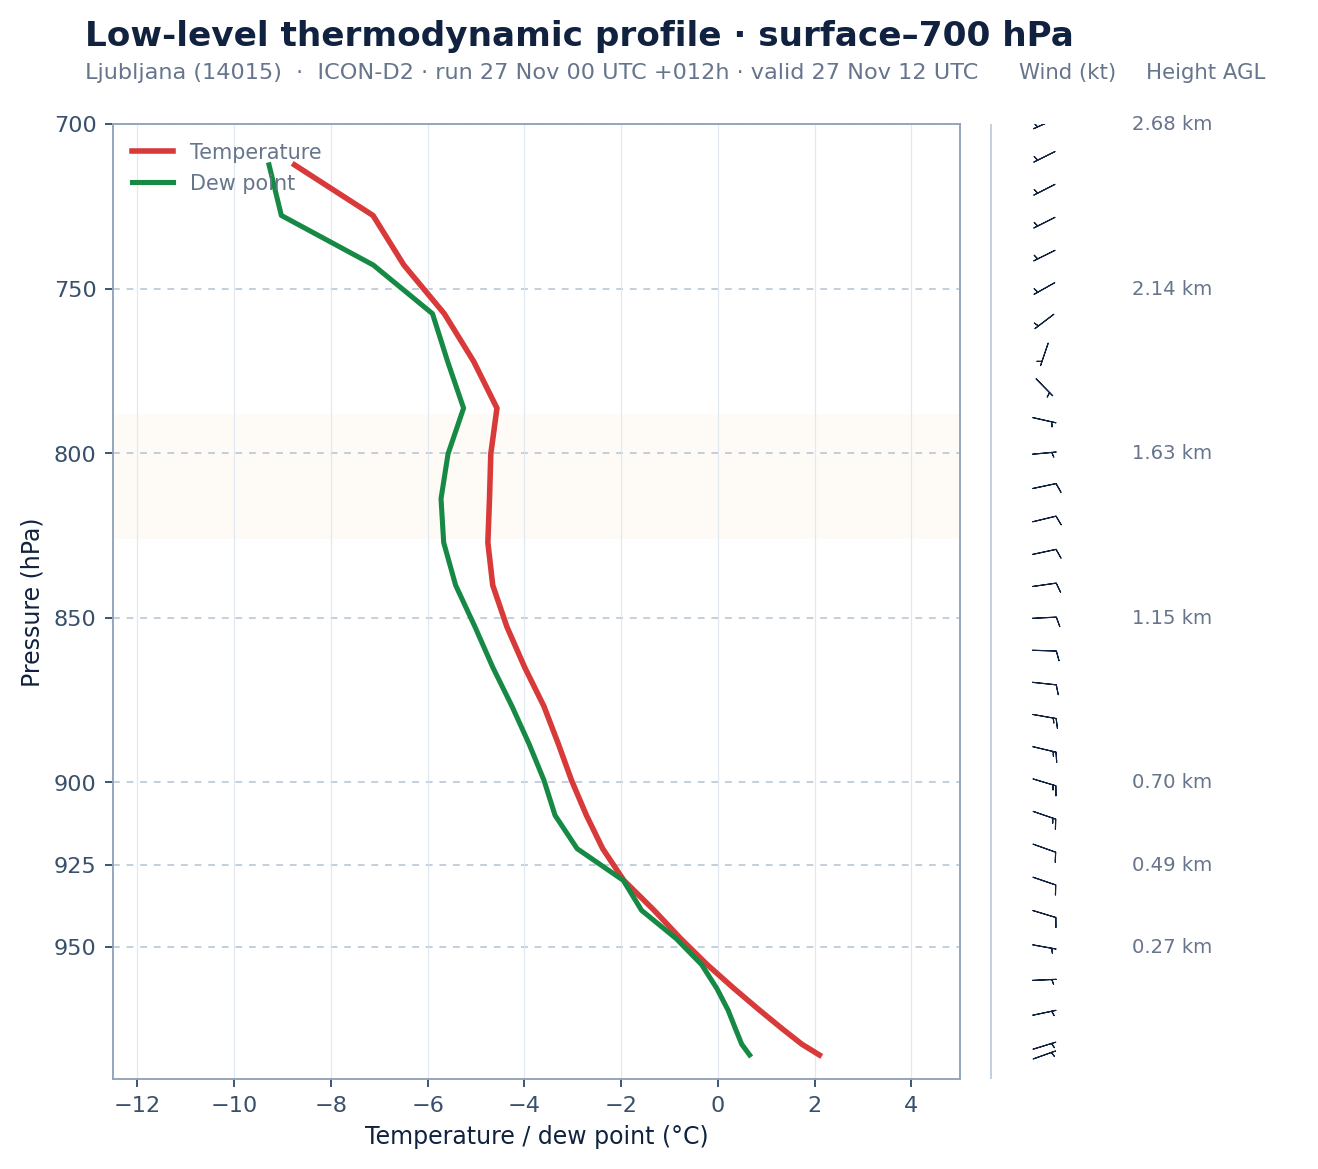 Low-level thermodynamic profile · surface–700 hPa
Ljubljana (14015)  ·  ICON-D2 · run 27 Nov 00 UTC +012h · valid 27 Nov 12 UTC
Wind (kt)
Height AGL
Temperature
Dew point
700
750
800
850
900
925
950
Pressure (hPa)
2.68 km
2.14 km
1.63 km
1.15 km
0.70 km
0.49 km
0.27 km
−12 −10 −8 −6 −4 −2 0 2 4
Temperature / dew point (°C)